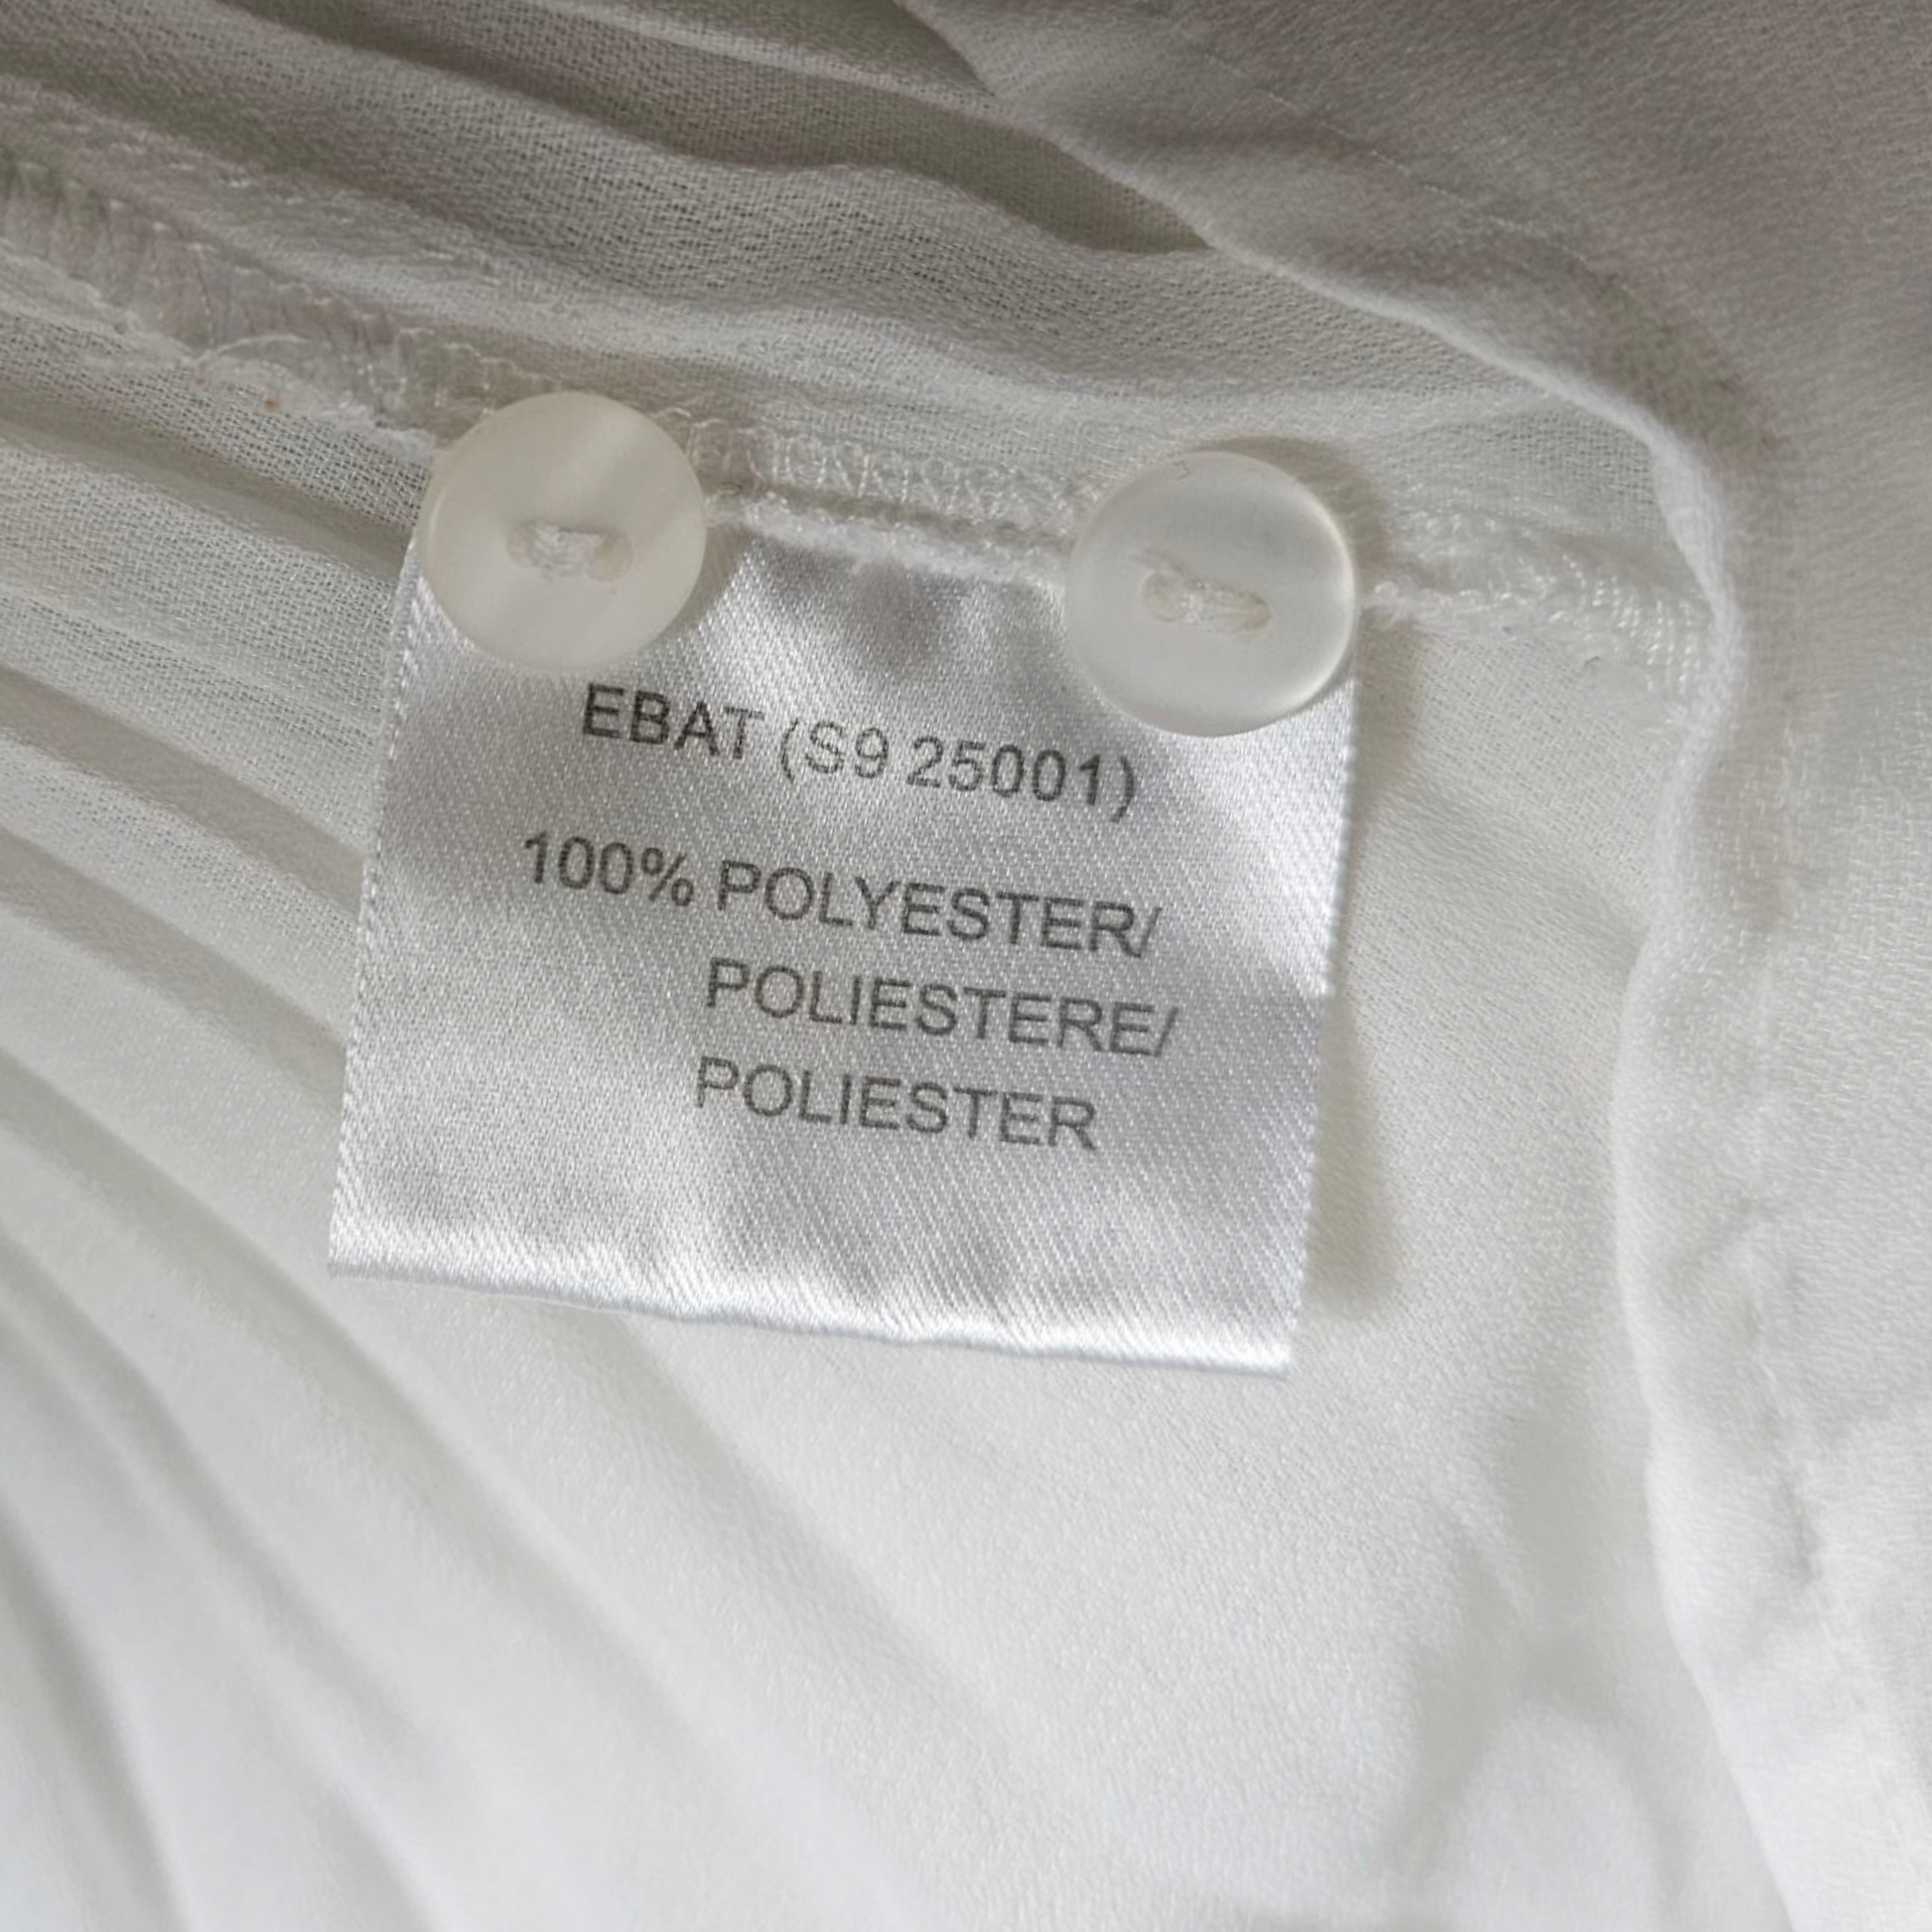 EBAT (S9 25001)
100% POLYESTER/
POLIESTERE/
POLIESTER